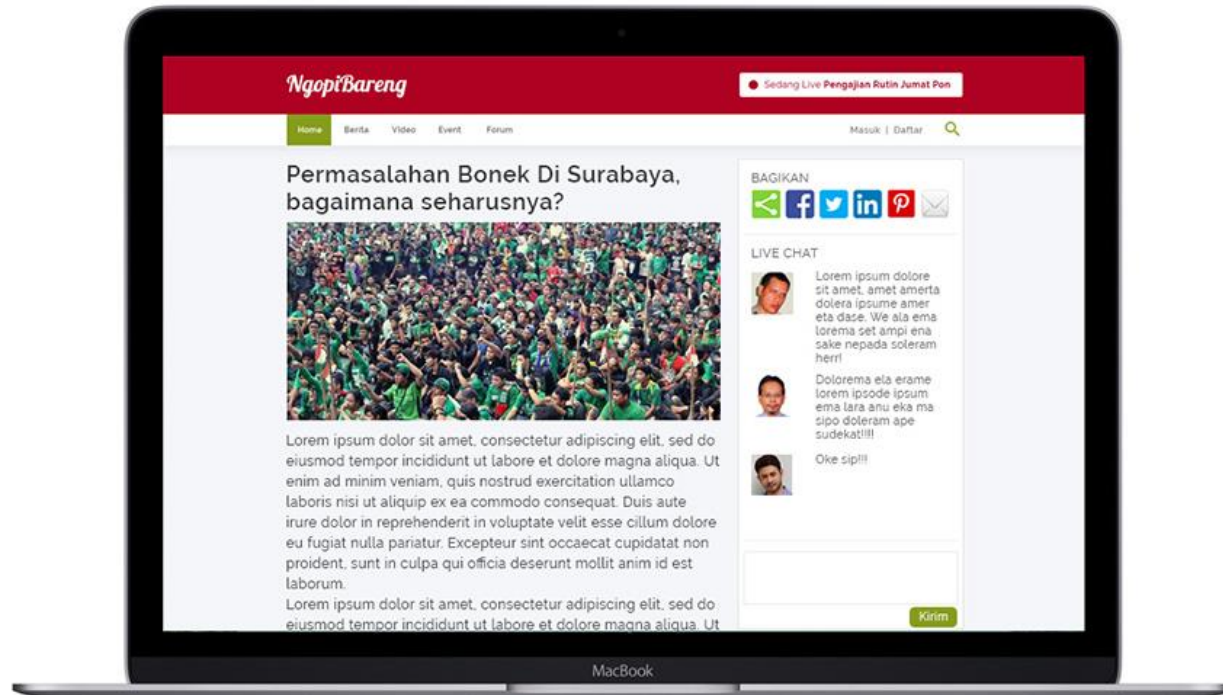 NgopiBareng
Sedang Live Pengajian Rutin Jumat Pon
Home Berita Video Event Forum
Masuk | Daftar
Permasalahan Bonek Di Surabaya,
bagaimana seharusnya?
Lorem ipsum dolor sit amet, consectetur adipiscing elit, sed do
eiusmod tempor incididunt ut labore et dolore magna aliqua. Ut
enim ad minim veniam, quis nostrud exercitation ullamco
laboris nisi ut aliquip ex ea commodo consequat. Duis aute
irure dolor in reprehenderit in voluptate velit esse cillum dolore
eu fugiat nulla pariatur. Excepteur sint occaecat cupidatat non
proident, sunt in culpa qui officia deserunt mollit anim id est
laborum.
Lorem ipsum dolor sit amet, consectetur adipiscing elit, sed do
eiusmod tempor incididunt ut labore et dolore magna aliqua. Ut
BAGIKAN
f in
LIVE CHAT
Lorem ipsum dolore
sit amet, amet amerta
dolera ipsume amer
eta dase. We ala ema
lorema set ampi ena
sake nepada soleram
herr!
Dolorema ela erame
lorem ipsode ipsum
ema lara anu eka ma
sipo doleram ape
sudekat!!!!
Oke sip!!!
Kirim
MacBook